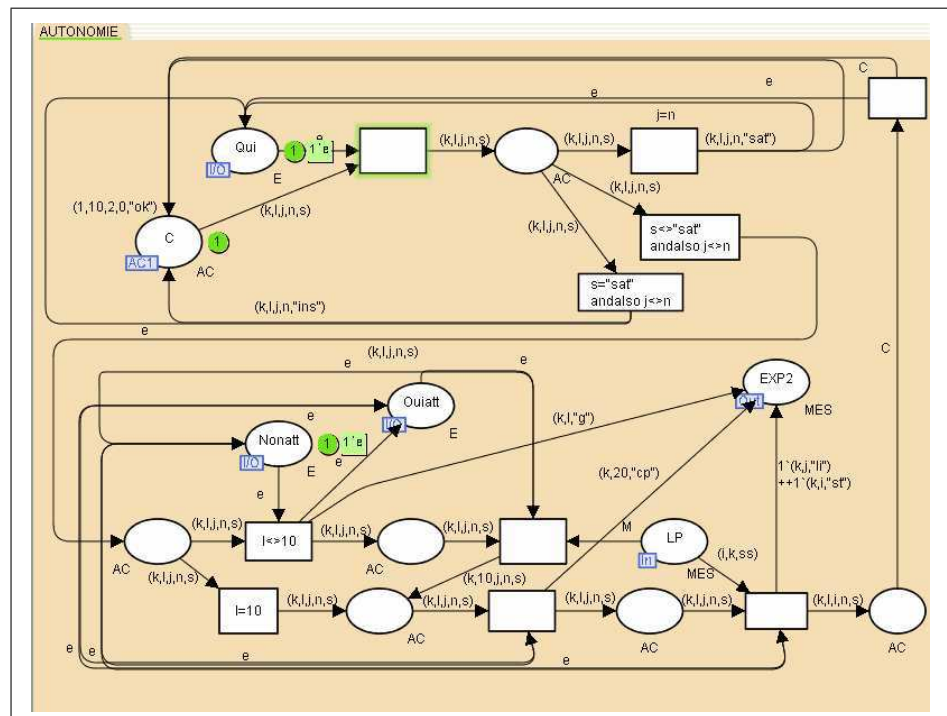 AUTONOMIE
C
e
e
j=n
Qui
e
1
1`e
(k,l,j,n,s)
(k,l,j,n,s)
(k,l,j,n,"sat")
I/O
E
AC
(k,l,j,n,s)
(1,10,2,0,"ok")
(k,l,j,n,s)
(k,l,j,n,s)
s<>"sat"
andalso j<>n
C
1
AC1
AC
s="sat"
andalso j<>n
(k,l,j,n,"ins")
e
(k,l,j,n,s)
C
e
e
EXP2
Ouiatt
Out
e
I/O
MES
(k,l,"g")
Nonatt
1
1`e
E
I/O
E
e
(k,20,"cp")
1`(k,j,"li")
++1`(k,i,"st")
e
(k,l,j,n,s)
l<>10
(k,l,j,n,s)
(k,l,j,n,s)
M
LP
In
(i,k,ss)
AC
AC
MES
(k,l,j,n,s)
(k,10,j,n,s)
l=10
(k,l,j,n,s)
(k,l,j,n,s)
(k,l,j,n,s)
(k,l,j,n,s)
(k,l,i,n,s)
AC
AC
AC
e
e
e
e